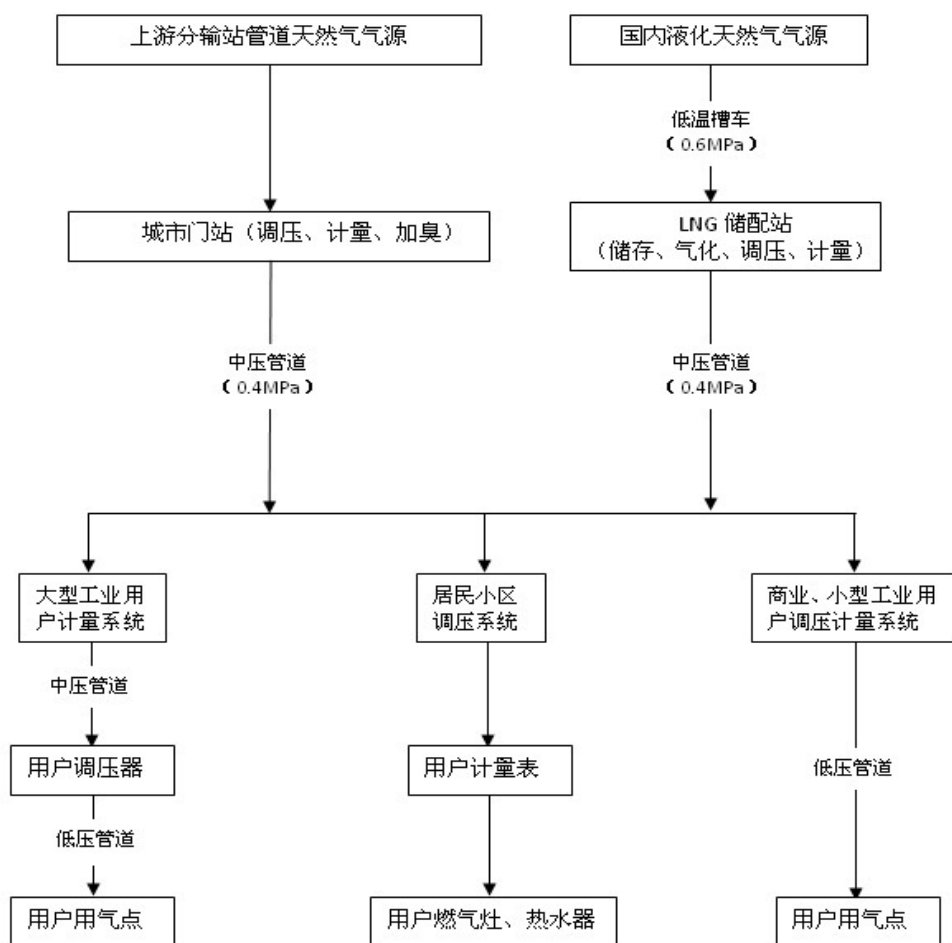 上游分输站管道天然气气源
国内液化天然气气源
低温槽车
（0.6MPa）
城市门站（调压、计量、加臭）
LNG 储配站
（储存、气化、调压、计量）
中压管道
（0.4MPa）
中压管道
（0.4MPa）
大型工业用
户计量系统
居民小区
调压系统
商业、小型工业用
户调压计量系统
中压管道
用户调压器
用户计量表
低压管道
低压管道
用户用气点
用户燃气灶、热水器
用户用气点